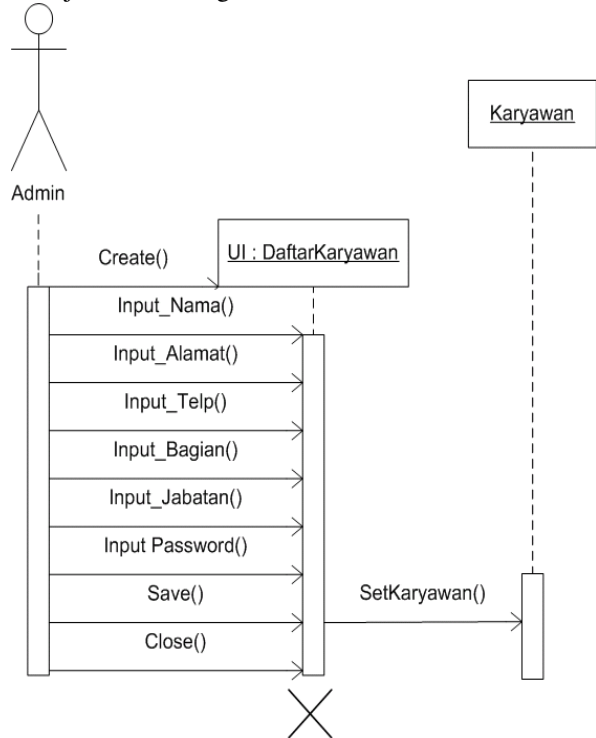 Karyawan
Admin
UI : DaftarKaryawan
Create()
Input_Nama()
Input_Alamat()
Input_Telp()
Input_Bagian()
Input_Jabatan()
Input Password()
Save()
SetKaryawan()
Close()